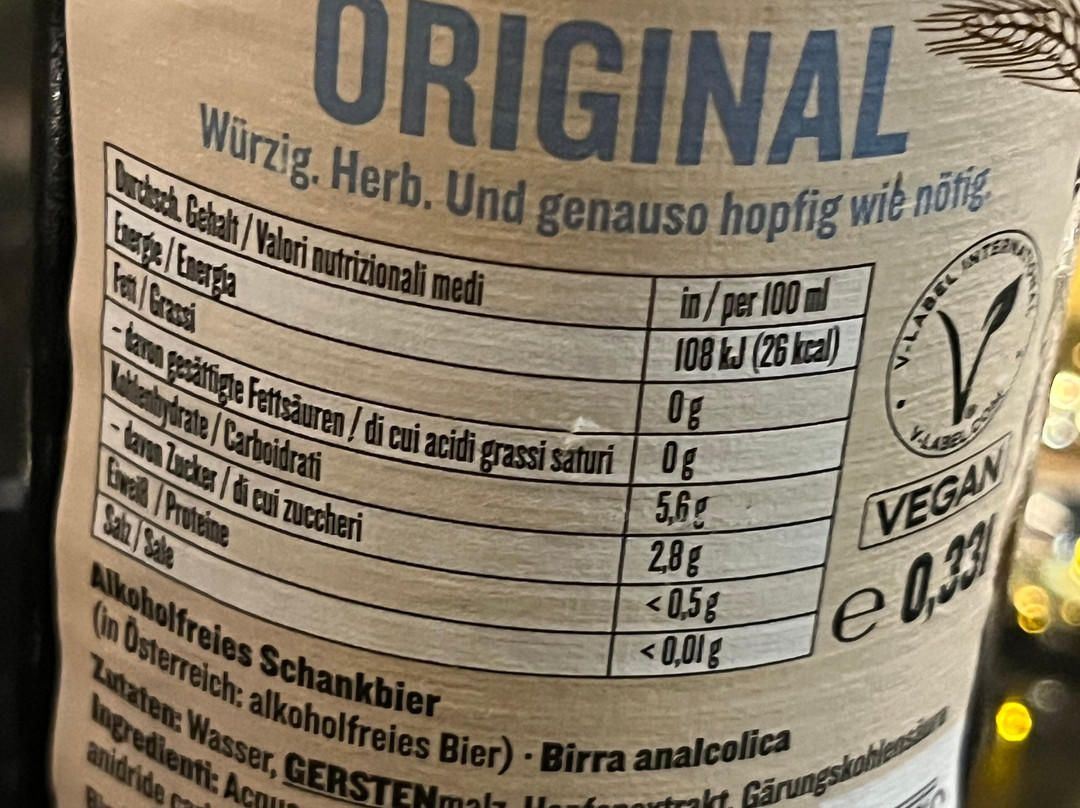 ORIGINAL
Würzig. Herb. Und genauso hopfig wie nötig.
Durchsch. Gehalt / Valori nutrizionali medi in / per 100 ml
Energie / Energia 108 kJ (26 kcal)
Fett / Grassi 0 g
- davon gesättigte Fettsäuren / di cui acidi grassi saturi 0 g
Kohlenhydrate / Carboidrati 5,6 g
- davon Zucker / di cui zuccheri 2,8 g
Eiweiß / Proteine < 0,5 g
Salz / Sale < 0,01 g
V-LABEL INTERNATIONAL
V-LABEL.COM
VEGAN
e 0,33l
Alkoholfreies Schankbier
(in Österreich: alkoholfreies Bier) · Birra analcolica
Zutaten: Wasser, GERSTENmalz, Hopfenextrakt, Gärungskohlensäure
Ingredienti: Acqua
anidride